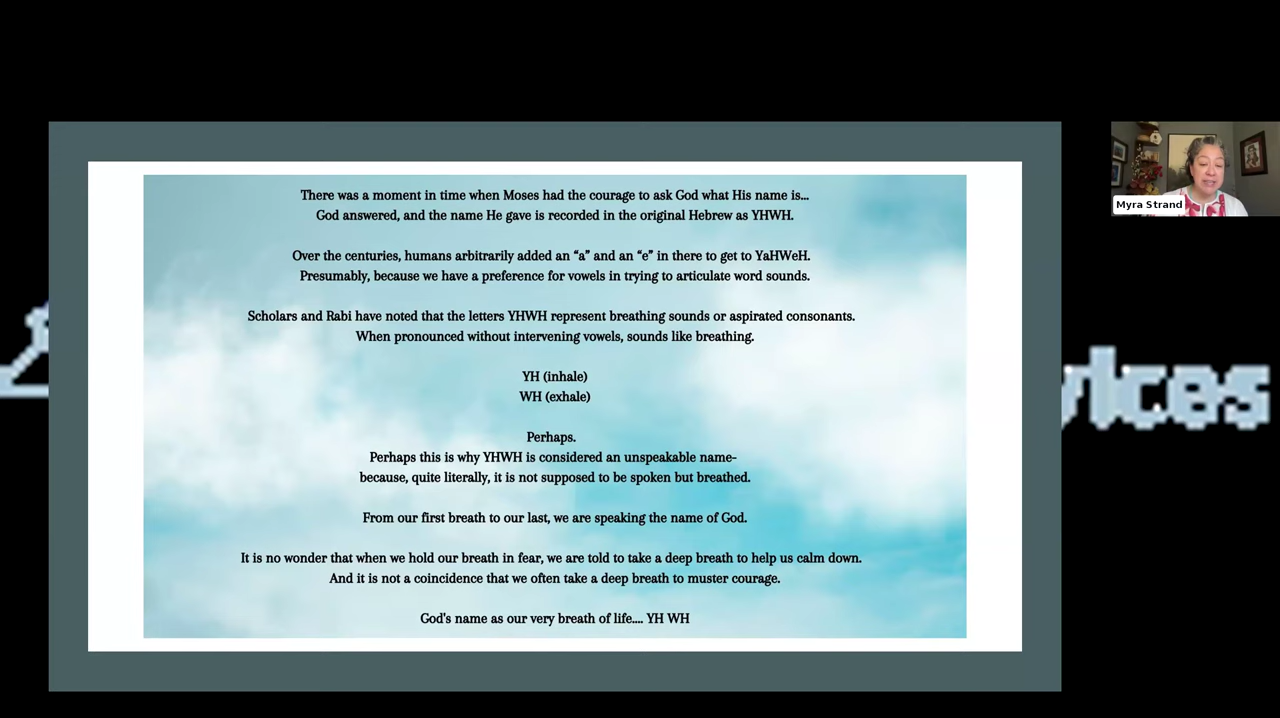 There was a moment in time when Moses had the courage to ask God what His name is...
God answered, and the name He gave is recorded in the original Hebrew as YHWH.
Over the centuries, humans arbitrarily added an “a” and an “e” in there to get to YaHWeH.
Presumably, because we have a preference for vowels in trying to articulate word sounds.
Scholars and Rabi have noted that the letters YHWH represent breathing sounds or aspirated consonants.
When pronounced without intervening vowels, sounds like breathing.
YH (inhale)
WH (exhale)
Perhaps.
Perhaps this is why YHWH is considered an unspeakable name-
because, quite literally, it is not supposed to be spoken but breathed.
From our first breath to our last, we are speaking the name of God.
It is no wonder that when we hold our breath in fear, we are told to take a deep breath to help us calm down.
And it is not a coincidence that we often take a deep breath to muster courage.
God's name as our very breath of life.... YH WH
Myra Strand
vices